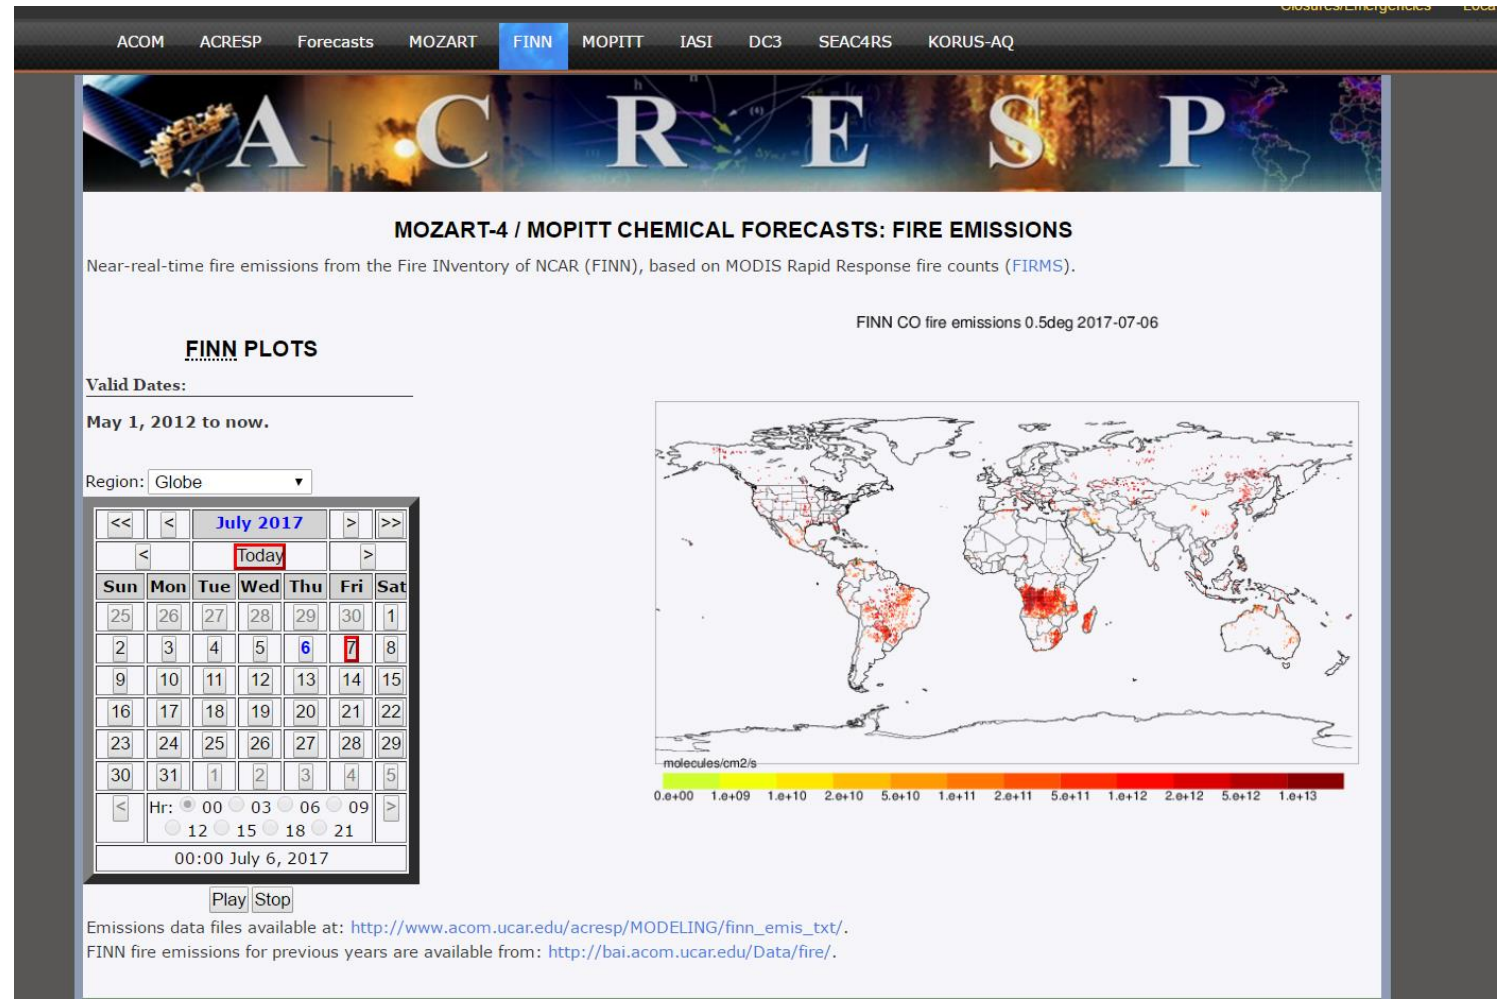 Closures/Emergencies
ACOM ACRESP Forecasts MOZART FINN MOPITT IASI DC3 SEAC4RS KORUS-AQ
A C R E S P
MOZART-4 / MOPITT CHEMICAL FORECASTS: FIRE EMISSIONS
Near-real-time fire emissions from the Fire INventory of NCAR (FINN), based on MODIS Rapid Response fire counts (FIRMS).
FINN PLOTS
Valid Dates:
May 1, 2012 to now.
Region: Globe
<< < July 2017 > >>
< Today >
Sun Mon Tue Wed Thu Fri Sat
25 26 27 28 29 30 1
2 3 4 5 6 7 8
9 10 11 12 13 14 15
16 17 18 19 20 21 22
23 24 25 26 27 28 29
30 31 1 2 3 4 5
< Hr: 00 03 06 09 >
12 15 18 21
00:00 July 6, 2017
Play Stop
FINN CO fire emissions 0.5deg 2017-07-06
molecules/cm2/s
0.e+00 1.e+09 1.e+10 2.e+10 5.e+10 1.e+11 2.e+11 5.e+11 1.e+12 2.e+12 5.e+12 1.e+13
Emissions data files available at: http://www.acom.ucar.edu/acresp/MODELING/finn_emis_txt/.
FINN fire emissions for previous years are available from: http://bai.acom.ucar.edu/Data/fire/.